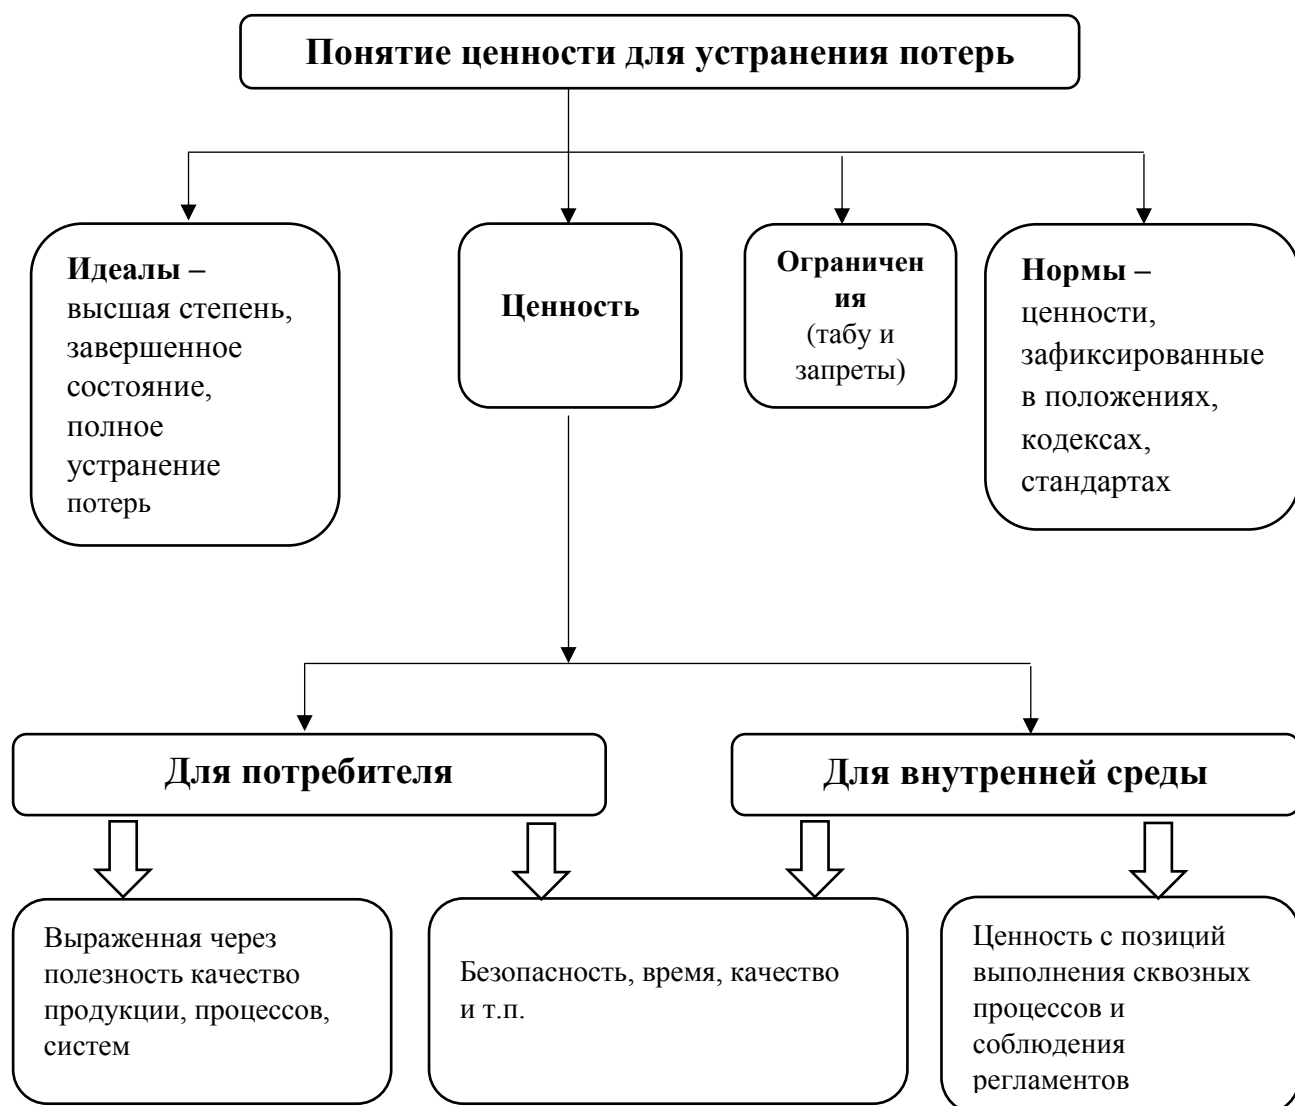 Понятие ценности для устранения потерь
Идеалы –
высшая степень,
завершенное
состояние,
полное
устранение
потерь
Ценность
Ограничен
ия
(табу и
запреты)
Нормы –
ценности,
зафиксированные
в положениях,
кодексах,
стандартах
Для потребителя
Для внутренней среды
Выраженная через
полезность качество
продукции, процессов,
систем
Безопасность, время, качество
и т.п.
Ценность с позиций
выполнения сквозных
процессов и
соблюдения
регламентов